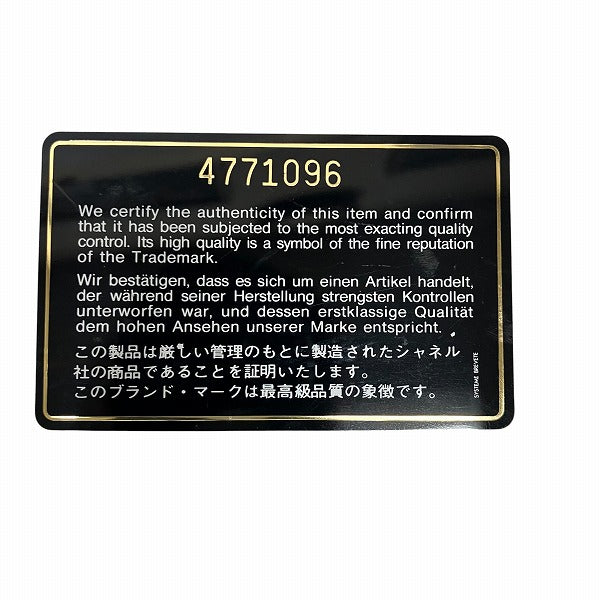 4771096
We certify the authenticity of this item and confirm
that it has been subjected to the most exacting quality
control. Its high quality is a symbol of the fine reputation
of the Trademark.
Wir bestätigen, dass es sich um einen Artikel handelt,
der während seiner Herstellung strengsten Kontrollen
unterworfen war, und dessen erstklassige Qualität
dem hohen Ansehen unserer Marke entspricht.
この製品は厳しい管理のもとに製造されたシャネル
社の商品であることを証明いたします。
このブランド・マークは最高級品質の象徴です。
SYSTEME BREVETE